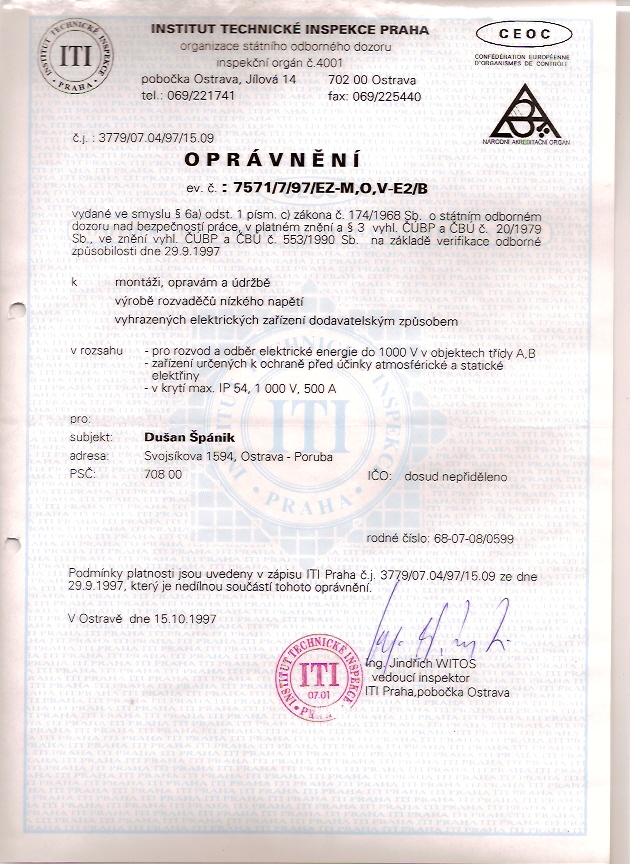 INSTITUT TECHNICKÉ INSPEKCE PRAHA
organizace státního odborného dozoru
inspekční orgán č.4001
pobočka Ostrava, Jílová 14 702 00 Ostrava
tel.: 069/221741 fax: 069/225440
INSTITUT TECHNICKÉ INSPEKCE
ITI
• PRAHA •
CEOC
CONFÉDÉRATION EUROPÉENNE
D'ORGANISMES DE CONTRÔLE
NÁRODNÍ AKREDITAČNÍ ORGÁN
č.j. : 3779/07.04/97/15.09
OPRÁVNĚNÍ
ev. č. : 7571/7/97/EZ-M,O,V-E2/B
vydané ve smyslu § 6a) odst. 1 písm. c) zákona č. 174/1968 Sb. o státním odborném
dozoru nad bezpečností práce, v platném znění a § 3 vyhl. ČÚBP a ČBÚ č. 20/1979
Sb., ve znění vyhl. ČÚBP a ČBÚ č. 553/1990 Sb. na základě verifikace odborné
způsobilosti dne 29.9.1997
k montáži, opravám a údržbě
výrobě rozvaděčů nízkého napětí
vyhrazených elektrických zařízení dodavatelským způsobem
v rozsahu - pro rozvod a odběr elektrické energie do 1000 V v objektech třídy A,B
- zařízení určených k ochraně před účinky atmosférické a statické
elektřiny
- v krytí max. IP 54, 1 000 V, 500 A
pro:
subjekt: Dušan Špánik
adresa: Svojsíkova 1594, Ostrava - Poruba
PSČ: 708 00 IČO: dosud nepřiděleno
rodné číslo: 68-07-08/0599
Podmínky platnosti jsou uvedeny v zápisu ITI Praha č.j. 3779/07.04/97/15.09 ze dne
29.9.1997, který je nedílnou součástí tohoto oprávnění.
V Ostravě dne 15.10.1997
Ing. Jindřich WITOS
vedoucí inspektor
ITI Praha,pobočka Ostrava
INSTITUT TECHNICKÉ INSPEKCE
ITI
07.01